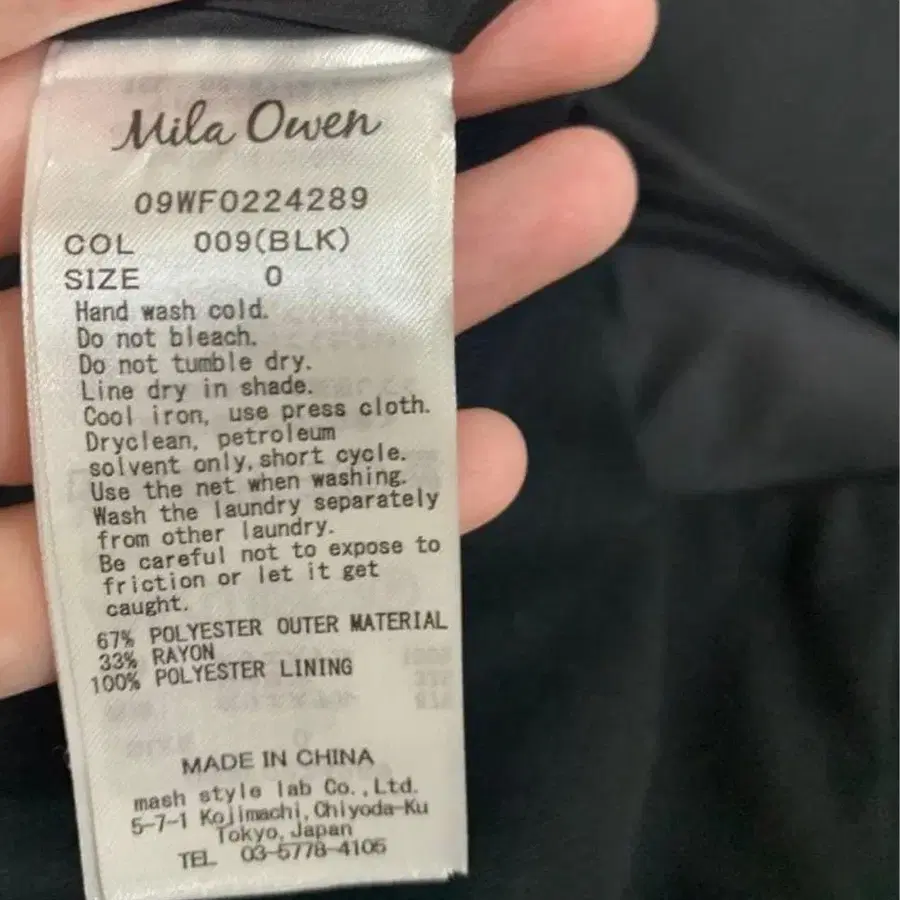 Mila Owen
09WF0224289
COL 009(BLK)
SIZE 0
Hand wash cold.
Do not bleach.
Do not tumble dry.
Line dry in shade.
Cool iron, use press cloth.
Dryclean, petroleum
solvent only,short cycle.
Use the net when washing.
Wash the laundry separately
from other laundry.
Be careful not to expose to
friction or let it get
caught.
67% POLYESTER OUTER MATERIAL
33% RAYON
100% POLYESTER LINING
MADE IN CHINA
mash style lab Co.,Ltd.
5-7-1 Kojimachi,Chiyoda-Ku
Tokyo,Japan
TEL 03-5778-4106